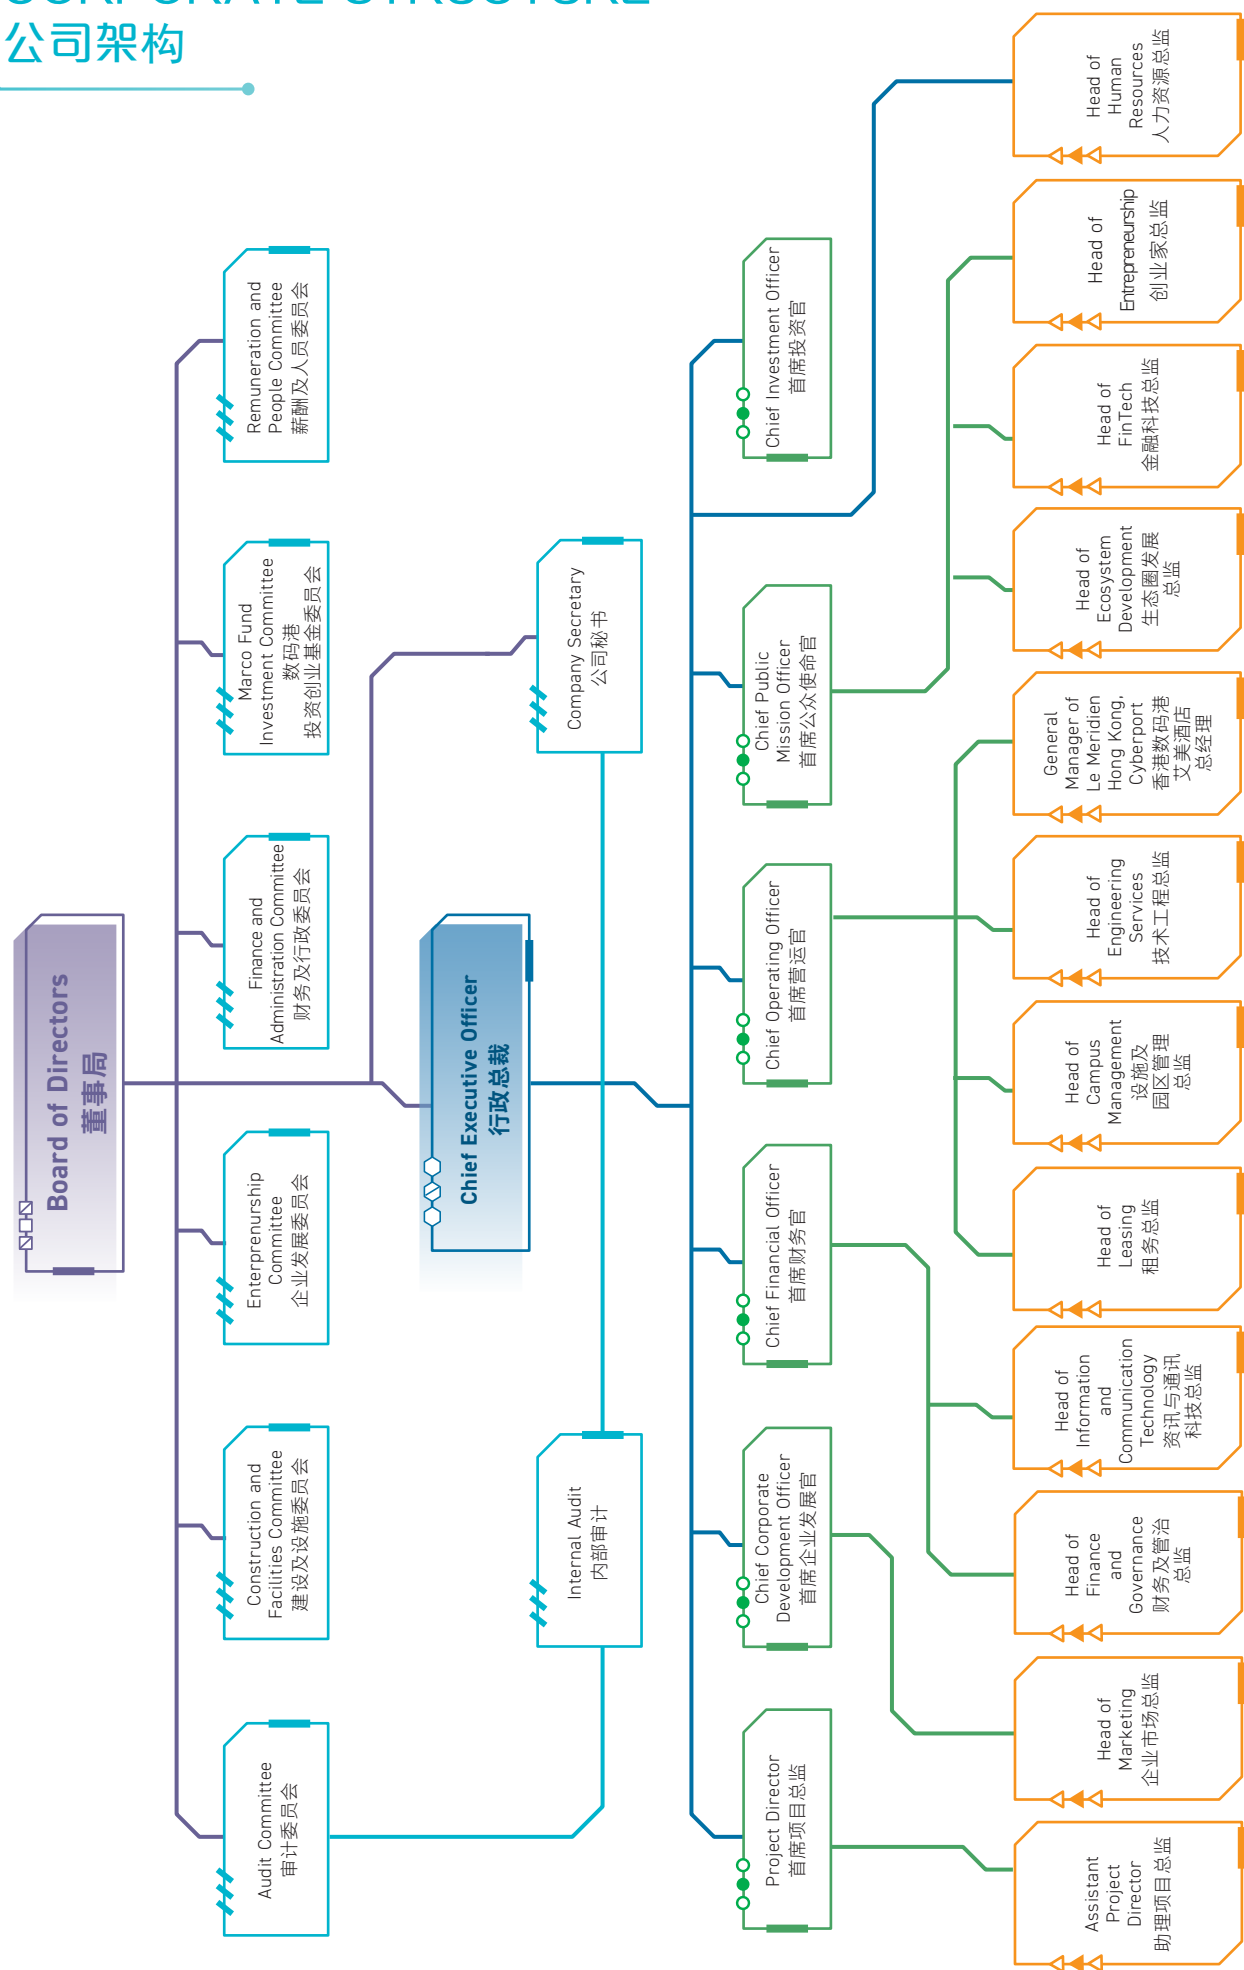 CORPORATE STRUCTURE
公司架构
Board of Directors
董事局
Audit Committee
审计委员会
Construction and
Facilities Committee
建设及设施委员会
Enterprenurship
Committee
企业发展委员会
Finance and
Administration Committee
财务及行政委员会
Marco Fund
Investment Committee
数码港
投资创业基金委员会
Remuneration and
People Committee
薪酬及人员委员会
Chief Executive Officer
行政总裁
Internal Audit
内部审计
Company Secretary
公司秘书
Project Director
首席项目总监
Chief Corporate
Development Officer
首席企业发展官
Chief Financial Officer
首席财务官
Chief Operating Officer
首席营运官
Chief Public
Mission Officer
首席公众使命官
Chief Investment Officer
首席投资官
Assistant
Project
Director
助理项目总监
Head of
Marketing
企业市场总监
Head of
Finance
and
Governance
财务及管治
总监
Head of
Information
and
Communication
Technology
资讯与通讯
科技总监
Head of
Leasing
租务总监
Head of
Campus
Management
设施及
园区管理
总监
Head of
Engineering
Services
技术工程总监
General
Manager of
Le Meridien
Hong Kong,
Cyberport
香港数码港
艾美酒店
总经理
Head of
Ecosystem
Development
生态圈发展
总监
Head of
FinTech
金融科技总监
Head of
Entrepreneurship
创业家总监
Head of
Human
Resources
人力资源总监